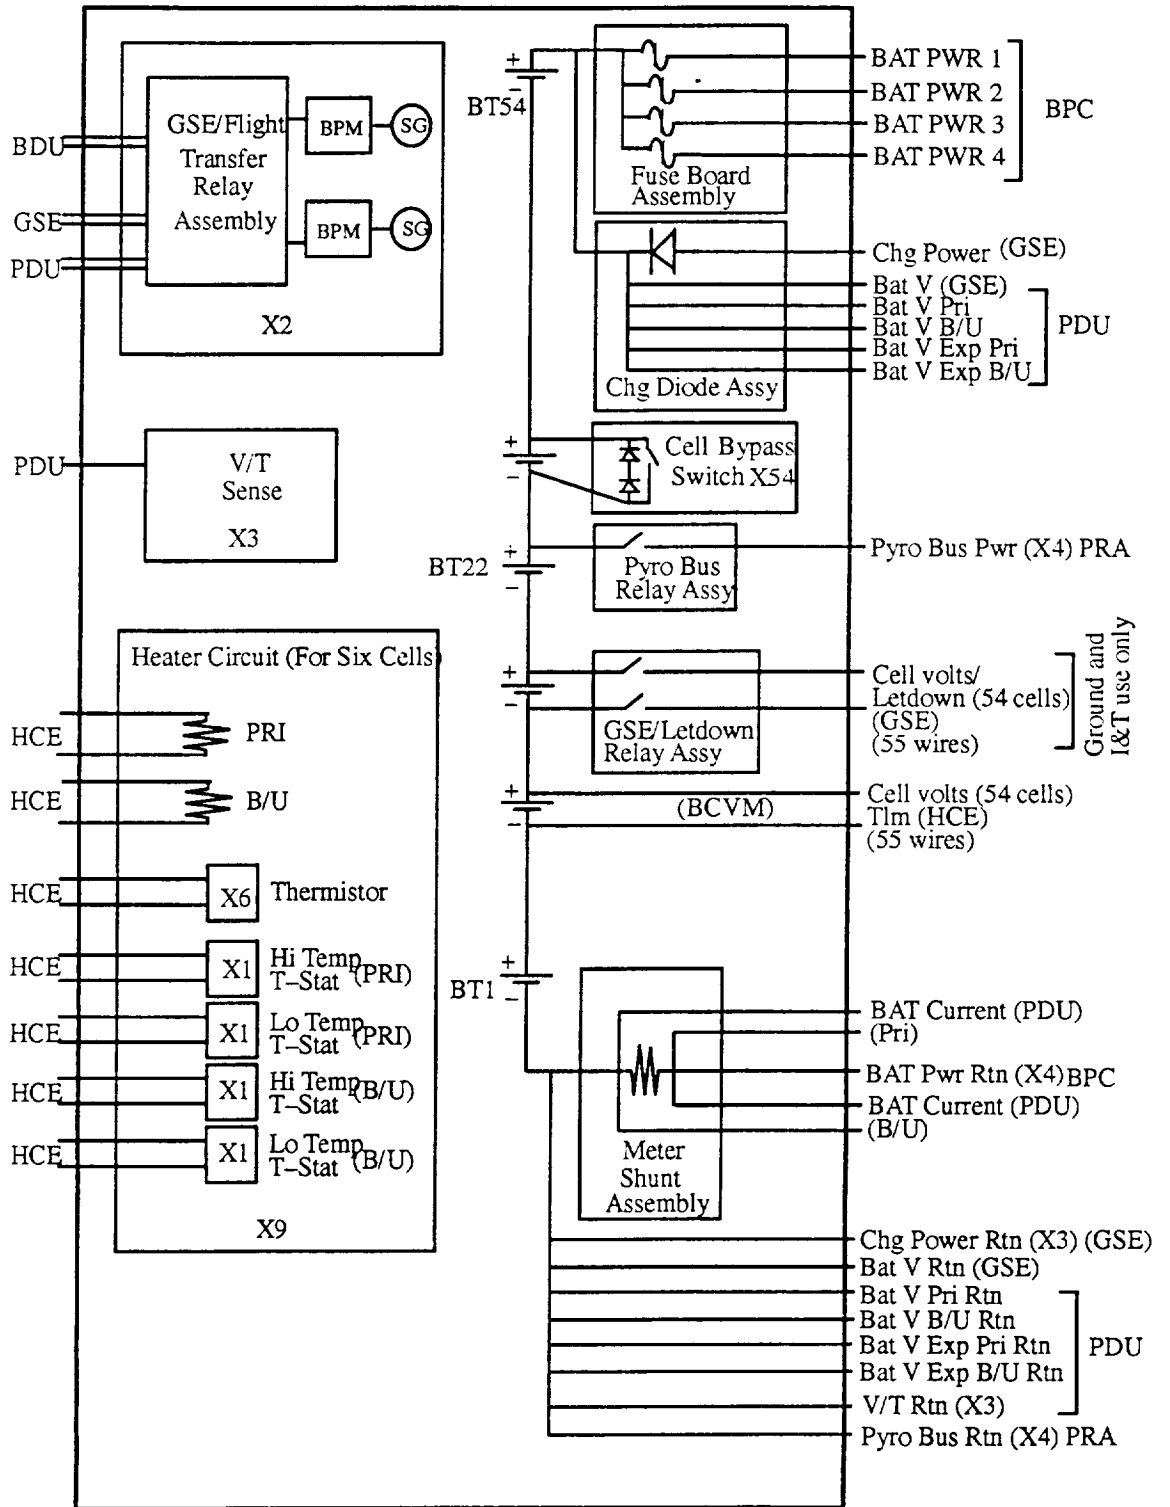 BDU
GSE
PDU
GSE/Flight
Transfer
Relay
Assembly
BPM
SG
BPM
SG
X2
PDU
V/T
Sense
X3
Heater Circuit (For Six Cells)
HCE
PRI
HCE
B/U
HCE
X6
Thermistor
HCE
X1
Hi Temp
T-Stat (PRI)
HCE
X1
Lo Temp
T-Stat (PRI)
HCE
X1
Hi Temp
T-Stat (B/U)
HCE
X1
Lo Temp
T-Stat (B/U)
X9
+
−
BT54
Fuse Board
Assembly
BAT PWR 1
BAT PWR 2
BAT PWR 3
BAT PWR 4
BPC
Chg Diode Assy
Chg Power (GSE)
Bat V (GSE)
Bat V Pri
Bat V B/U
Bat V Exp Pri
Bat V Exp B/U
PDU
+
−
Cell Bypass
Switch X54
+
BT22
−
Pyro Bus
Relay Assy
Pyro Bus Pwr (X4) PRA
+
−
GSE/Letdown
Relay Assy
Cell volts/
Letdown (54 cells)
(GSE)
(55 wires)
Ground and
I&T use only
+
−
(BCVM)
Cell volts (54 cells)
Tlm (HCE)
(55 wires)
+
BT1
−
Meter
Shunt
Assembly
BAT Current (PDU)
(Pri)
BAT Pwr Rtn (X4) BPC
BAT Current (PDU)
(B/U)
Chg Power Rtn (X3) (GSE)
Bat V Rtn (GSE)
Bat V Pri Rtn
Bat V B/U Rtn
Bat V Exp Pri Rtn
Bat V Exp B/U Rtn
V/T Rtn (X3)
PDU
Pyro Bus Rtn (X4) PRA